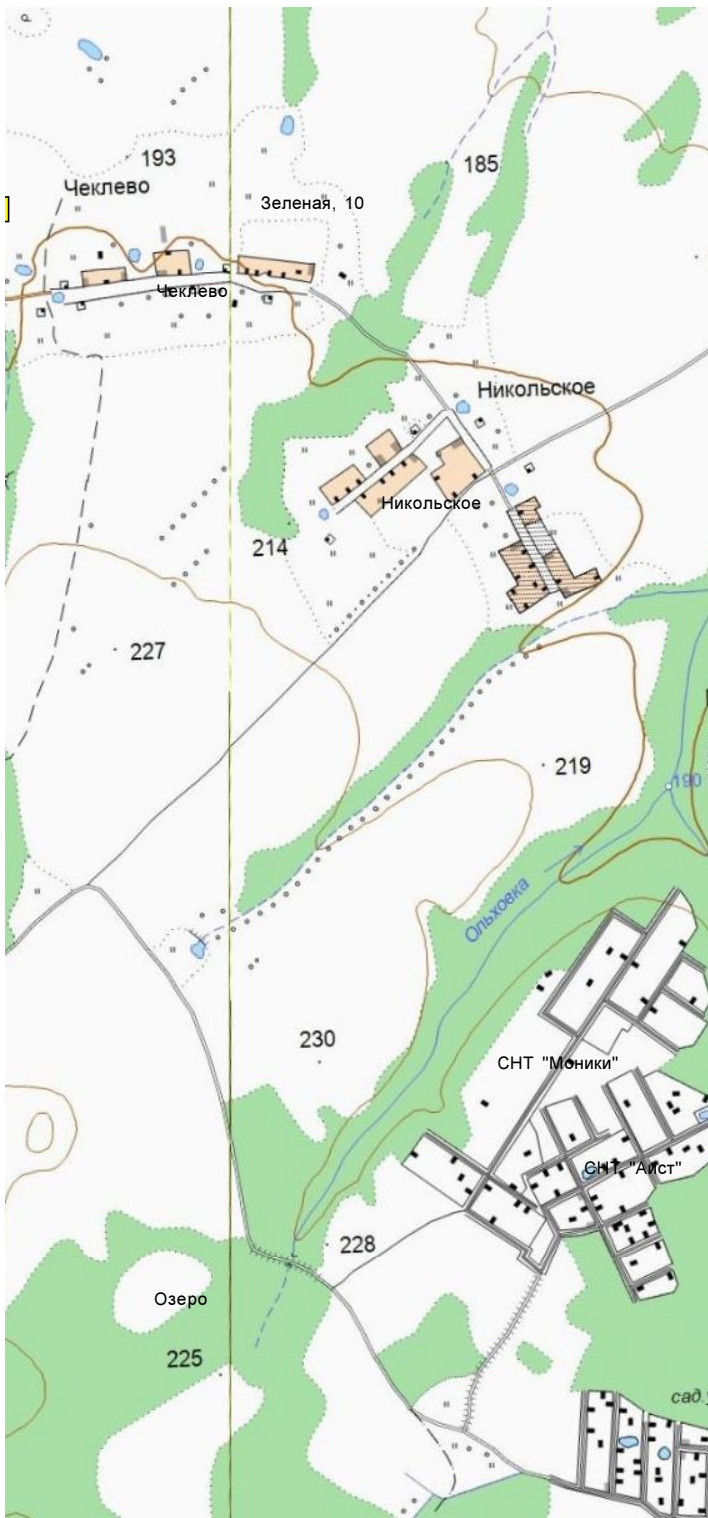 193
185
Чеклево
Зеленая, 10
Чеклево
Никольское
Никольское
214
227
219
190
Ольховка
230
СНТ "Моники"
СНТ "Аист"
228
Озеро
225
сад.